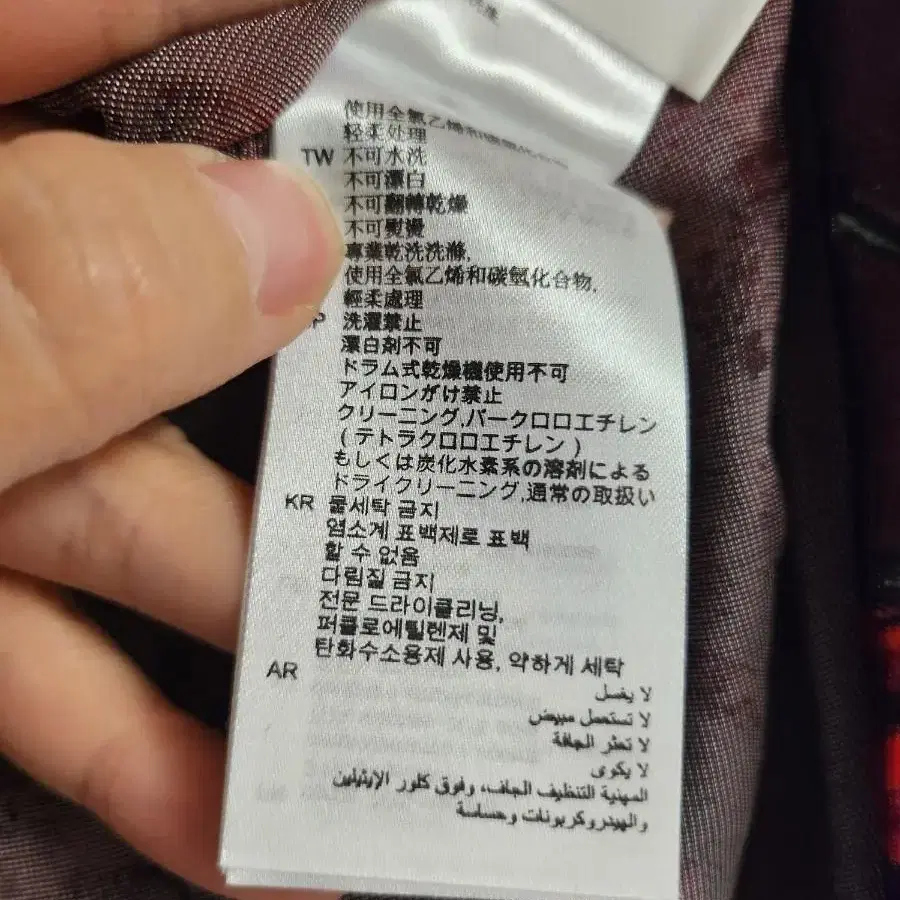 使用全氯乙烯和碳氢化合物
轻柔处理
TW 不可水洗
不可漂白
不可翻轉乾燥
不可熨燙
專業乾洗洗滌,
使用全氯乙烯和碳氫化合物,
輕柔處理
P 洗濯禁止
漂白剤不可
ドラム式乾燥機使用不可
アイロンがけ禁止
クリーニング,パークロロエチレン
(テトラクロロエチレン)
もしくは炭化水素系の溶剤による
ドライクリーニング,通常の取扱い
KR 물세탁 금지
염소계 표백제로 표백
할 수 없음
다림질 금지
전문 드라이클리닝,
퍼클로에틸렌제 및
탄화수소용제 사용, 약하게 세탁
AR
لا يغسل
لا تستعمل مبيض
لا تعثر الجافة
لا يكوى
المهنية التنظيف الجاف، وفوق كلور الإيثيلين
والهيدروكربونات وحساسة